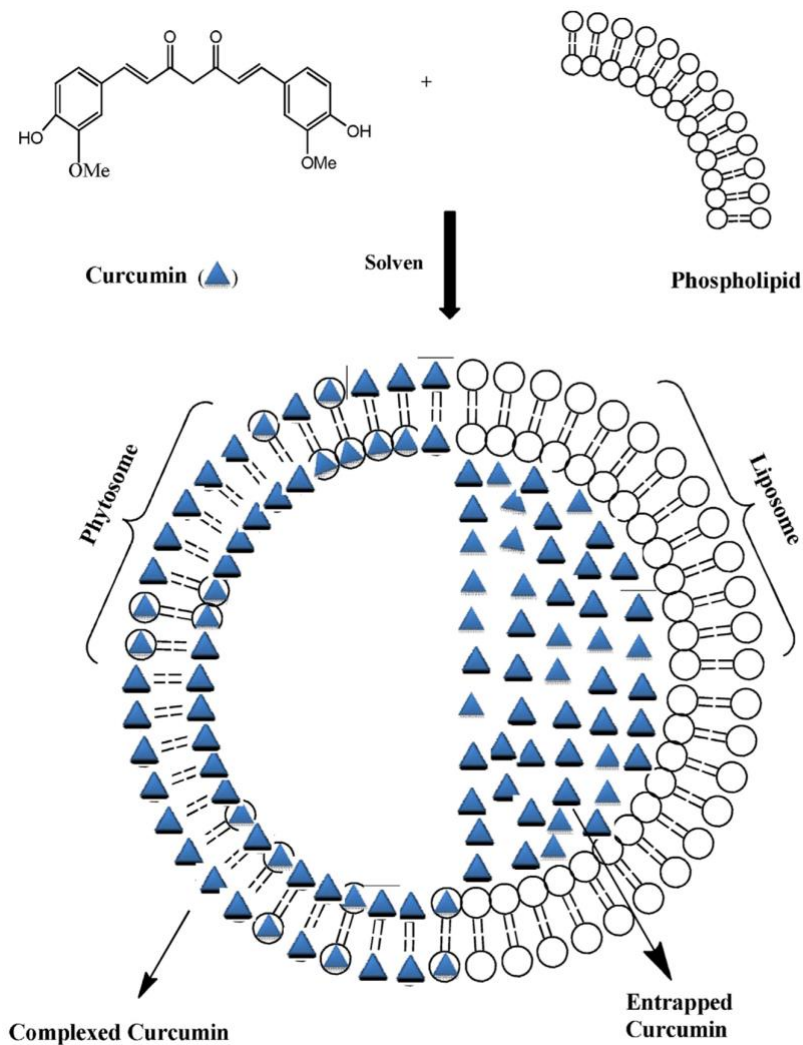 O O
HO
OMe
OH
OMe
+
Curcumin ( )
Solven
Phospholipid
Phytosome
Liposome
Complexed Curcumin
Entrapped
Curcumin